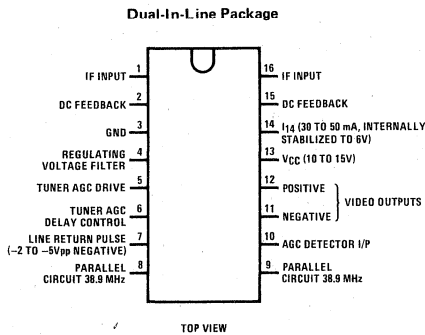 Dual-In-Line Package
IF INPUT 1
DC FEEDBACK 2
GND 3
REGULATING
VOLTAGE FILTER 4
TUNER AGC DRIVE 5
TUNER AGC
DELAY CONTROL 6
LINE RETURN PULSE
(–2 TO –5Vpp NEGATIVE) 7
PARALLEL
CIRCUIT 38.9 MHz 8
16 IF INPUT
15 DC FEEDBACK
14 I14 (30 TO 50 mA, INTERNALLY
STABILIZED TO 6V)
13 VCC (10 TO 15V)
12 POSITIVE
11 NEGATIVE
VIDEO OUTPUTS
10 AGC DETECTOR I/P
9 PARALLEL
CIRCUIT 38.9 MHz
TOP VIEW